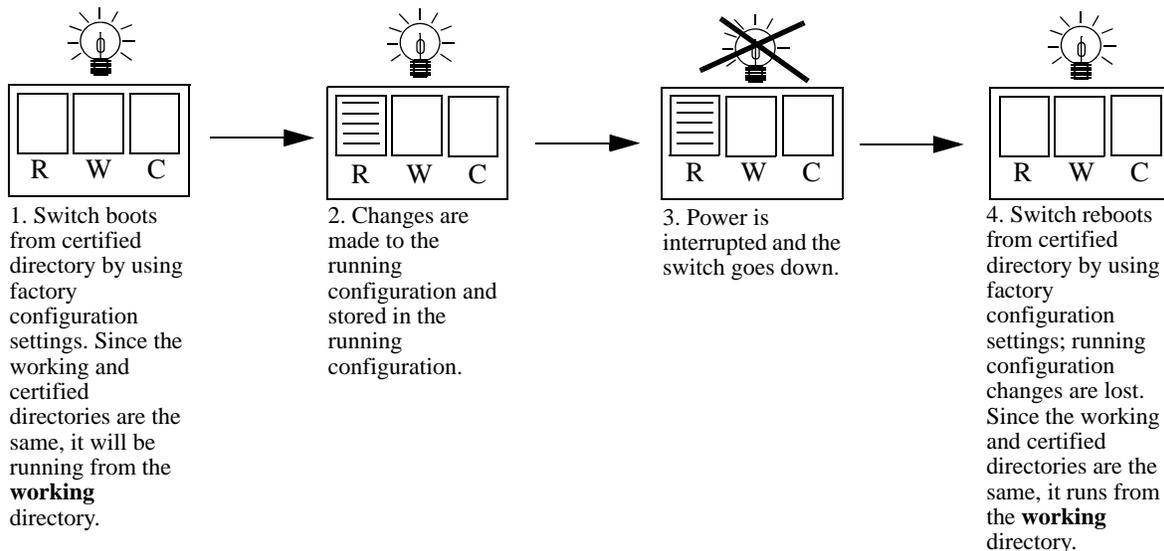 R W C
1. Switch boots
from certified
directory by using
factory
configuration
settings. Since the
working and
certified
directories are the
same, it will be
running from the
working
directory.
R W C
2. Changes are
made to the
running
configuration and
stored in the
running
configuration.
R W C
3. Power is
interrupted and the
switch goes down.
R W C
4. Switch reboots
from certified
directory by using
factory
configuration
settings; running
configuration
changes are lost.
Since the working
and certified
directories are the
same, it runs from
the working
directory.